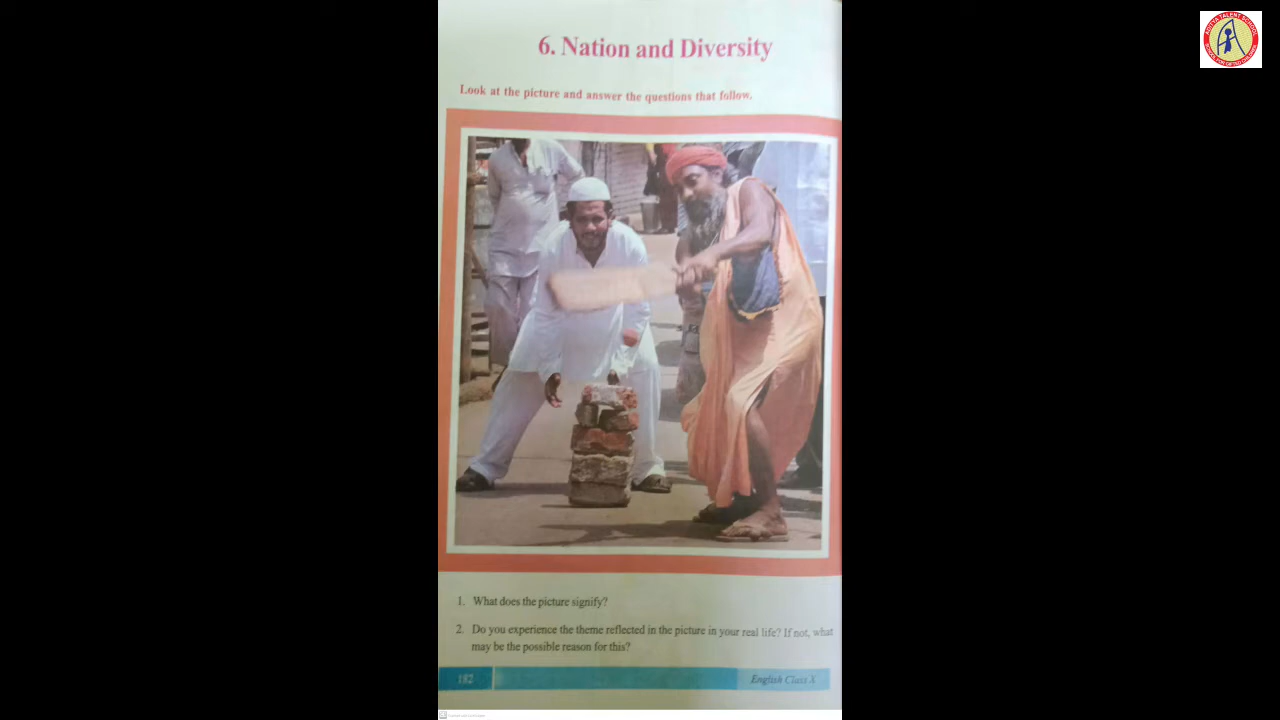 6. Nation and Diversity
Look at the picture and answer the questions that follow.
1. What does the picture signify?
2. Do you experience the theme reflected in the picture in your real life? If not, what
may be the possible reason for this?
182
English Class X